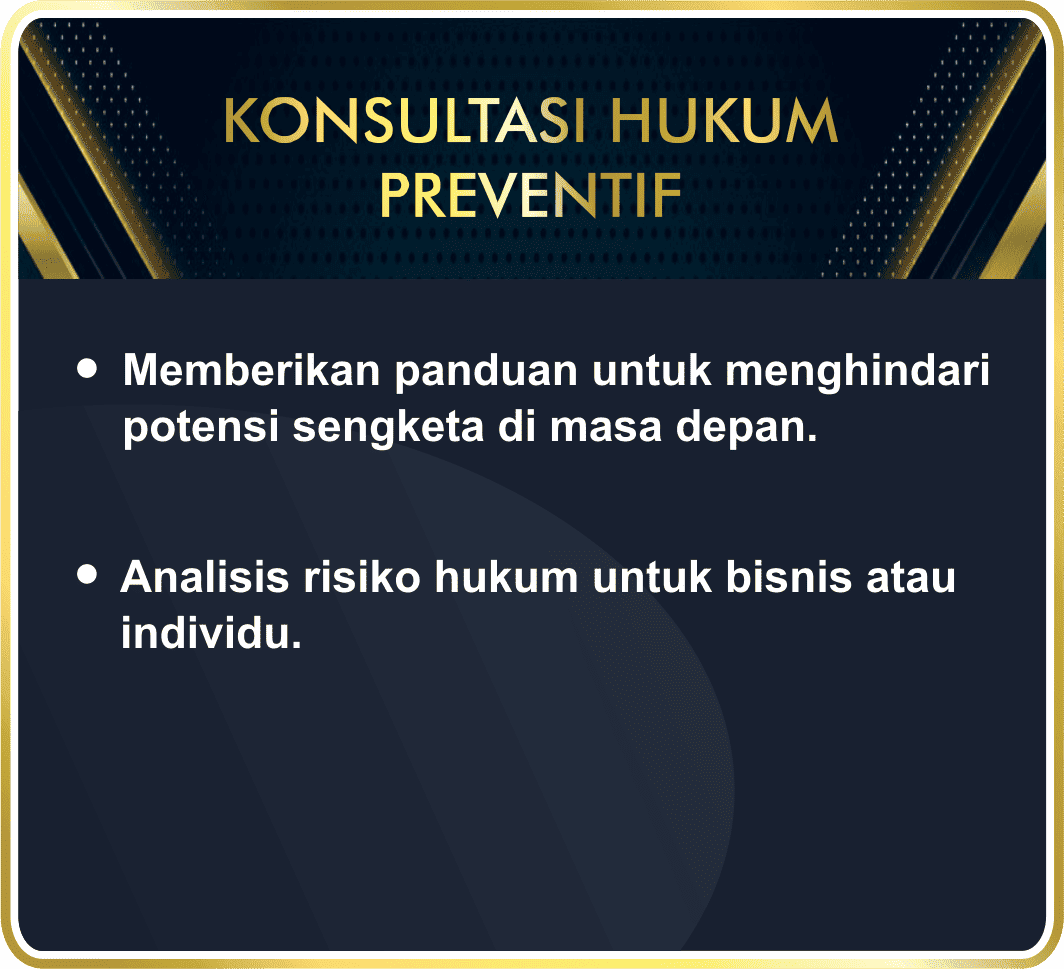 KONSULTASI HUKUM
PREVENTIF
• Memberikan panduan untuk menghindari
potensi sengketa di masa depan.
• Analisis risiko hukum untuk bisnis atau
individu.